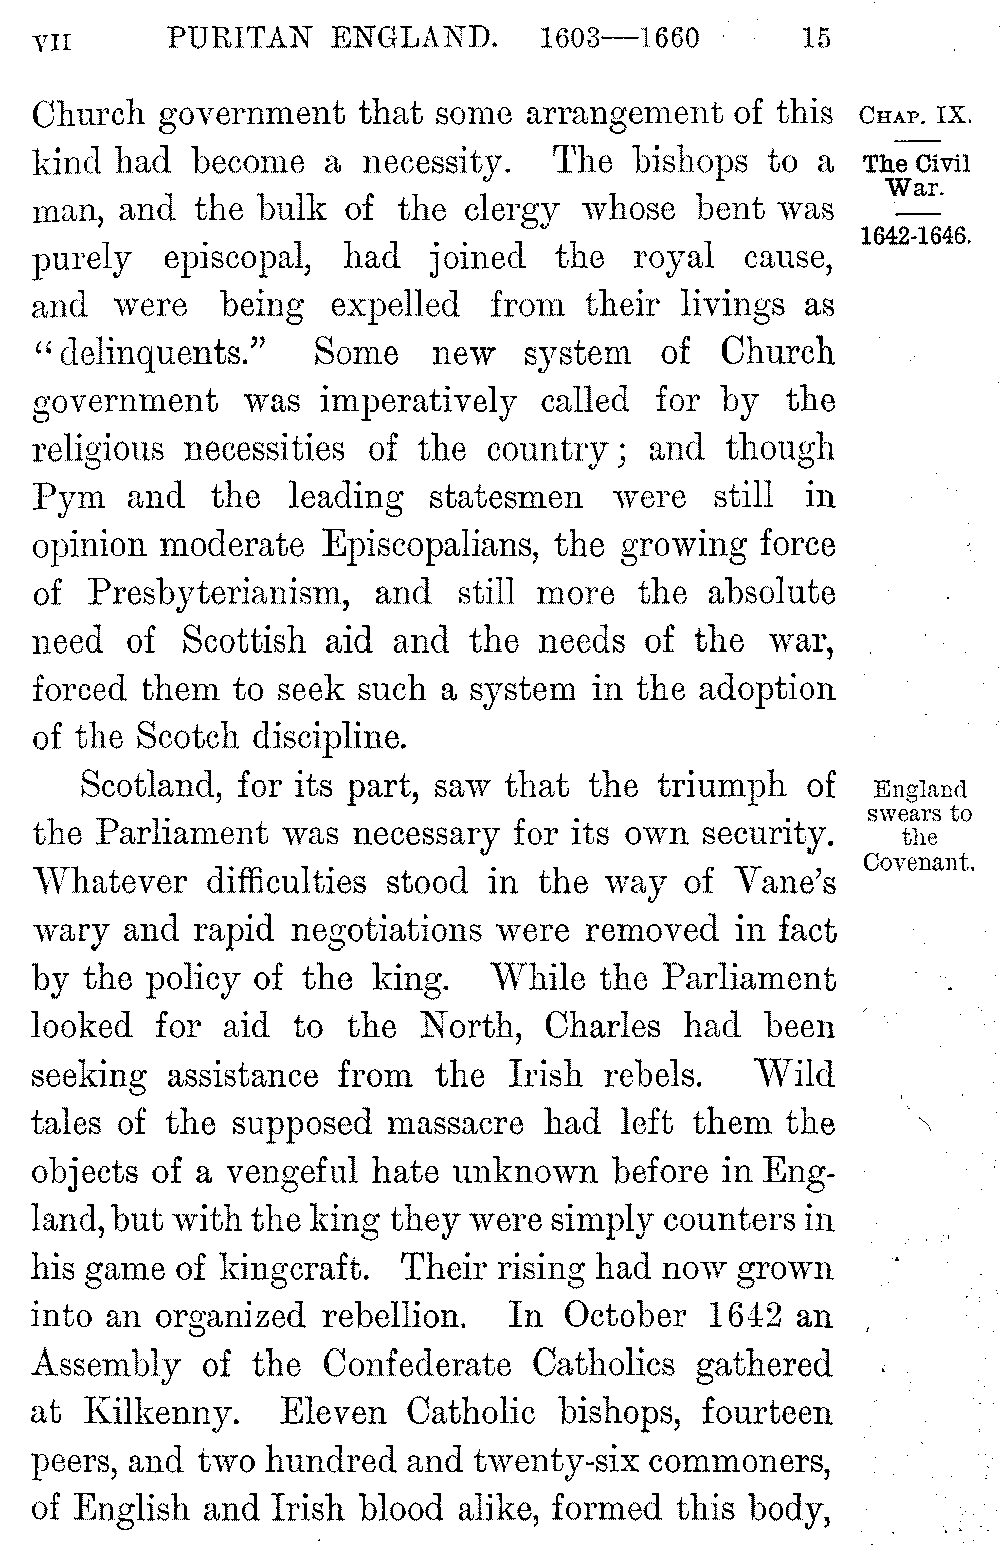 VII PURITAN ENGLAND. 1603—1660 15
Church government that some arrangement of this
kind had become a necessity. The bishops to a
man, and the bulk of the clergy whose bent was
purely episcopal, had joined the royal cause,
and were being expelled from their livings as
“delinquents.” Some new system of Church
government was imperatively called for by the
religious necessities of the country; and though
Pym and the leading statesmen were still in
opinion moderate Episcopalians, the growing force
of Presbyterianism, and still more the absolute
need of Scottish aid and the needs of the war,
forced them to seek such a system in the adoption
of the Scotch discipline.
Scotland, for its part, saw that the triumph of
the Parliament was necessary for its own security.
Whatever difficulties stood in the way of Vane's
wary and rapid negotiations were removed in fact
by the policy of the king. While the Parliament
looked for aid to the North, Charles had been
seeking assistance from the Irish rebels. Wild
tales of the supposed massacre had left them the
objects of a vengeful hate unknown before in Eng-
land, but with the king they were simply counters in
his game of kingcraft. Their rising had now grown
into an organized rebellion. In October 1642 an
Assembly of the Confederate Catholics gathered
at Kilkenny. Eleven Catholic bishops, fourteen
peers, and two hundred and twenty-six commoners,
of English and Irish blood alike, formed this body,
CHAP. IX.
The Civil
War.
1642-1646.
England
swears to
the
Covenant.